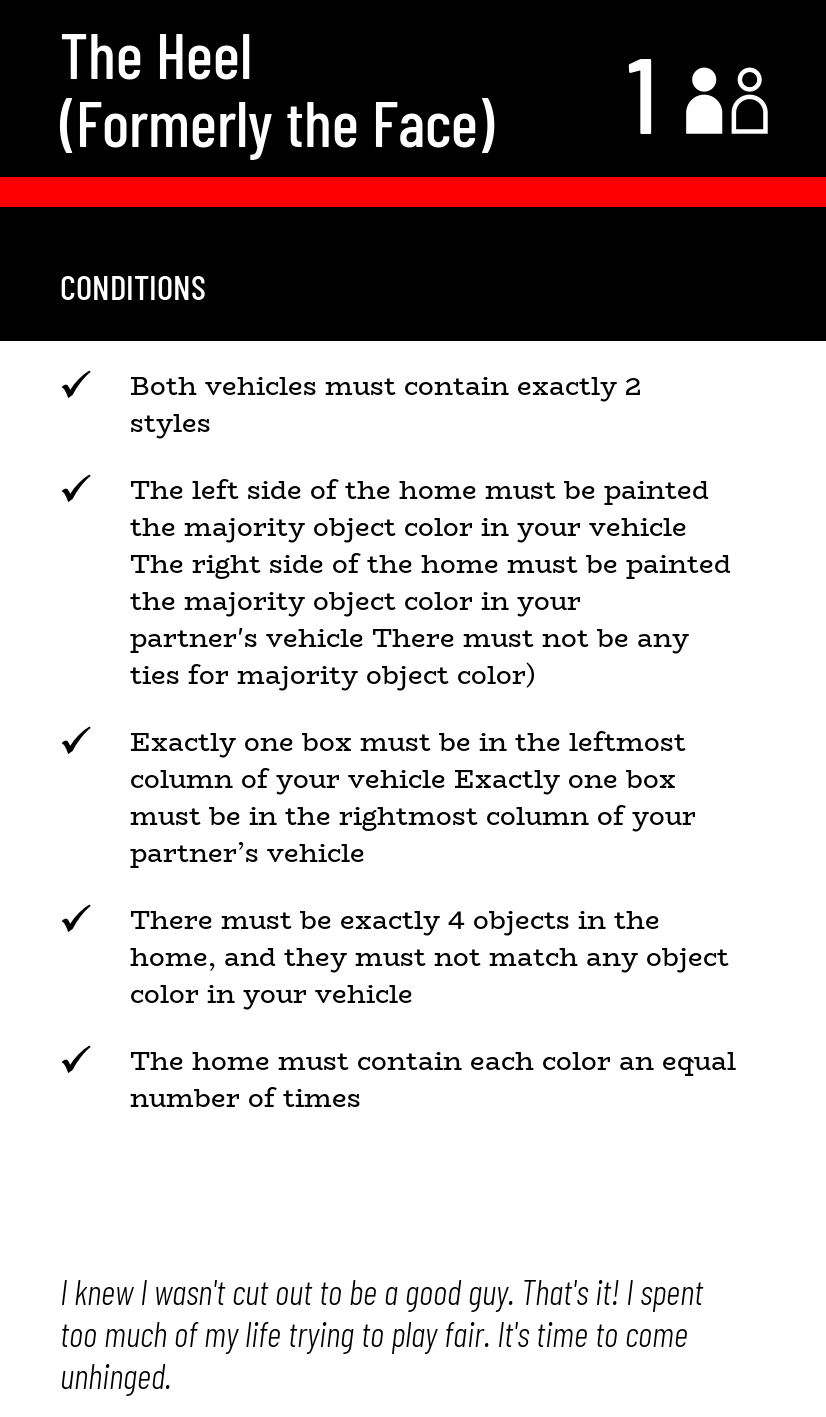 The Heel
(Formerly the Face)
1
CONDITIONS
Both vehicles must contain exactly 2
styles
The left side of the home must be painted
the majority object color in your vehicle
The right side of the home must be painted
the majority object color in your
partner's vehicle There must not be any
ties for majority object color)
Exactly one box must be in the leftmost
column of your vehicle Exactly one box
must be in the rightmost column of your
partner’s vehicle
There must be exactly 4 objects in the
home, and they must not match any object
color in your vehicle
The home must contain each color an equal
number of times
I knew I wasn't cut out to be a good guy. That's it! I spent
too much of my life trying to play fair. It's time to come
unhinged.